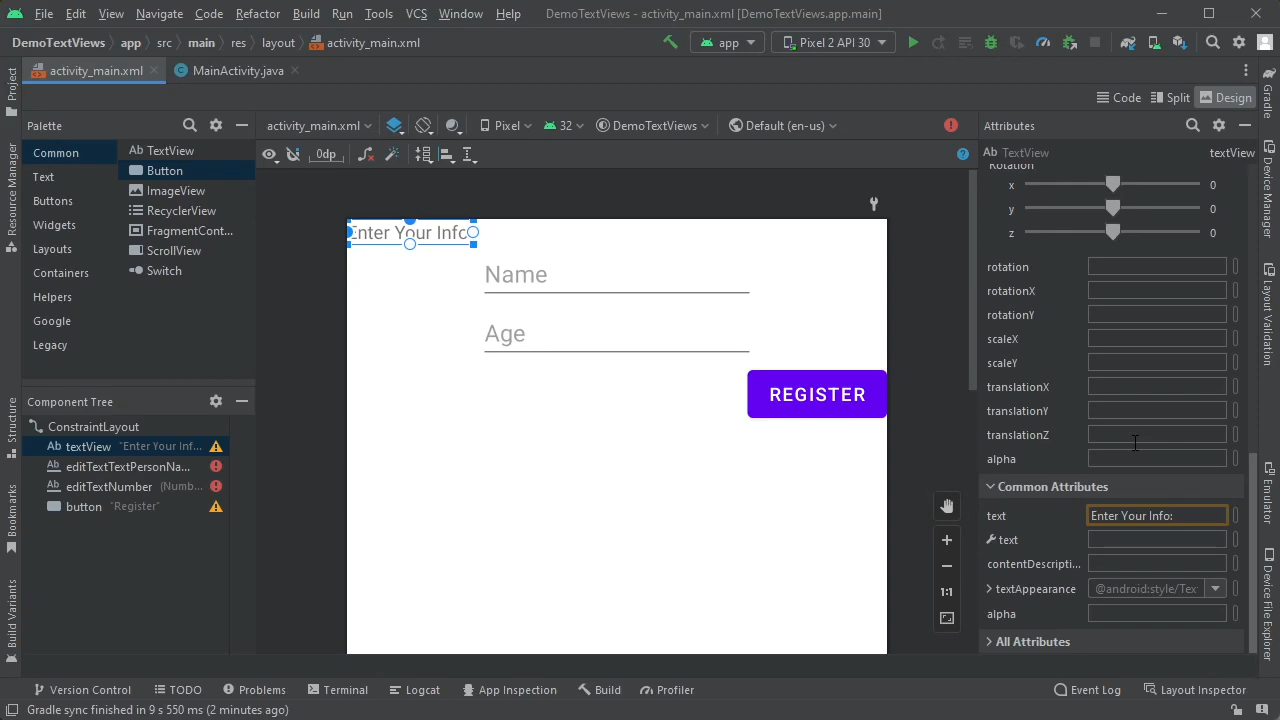 File Edit View Navigate Code Refactor Build Run Tools VCS Window Help DemoTextViews - activity_main.xml [DemoTextViews.app.main]
DemoTextViews app src main res layout activity_main.xml app Pixel 2 API 30
activity_main.xml MainActivity.java
Code Split Design
Palette activity_main.xml Pixel 32 DemoTextViews Default (en-us) Attributes
Common
Text
Buttons
Widgets
Layouts
Containers
Helpers
Google
Legacy
Ab TextView
Button
ImageView
RecyclerView
FragmentCont...
ScrollView
Switch
0dp
Component Tree
ConstraintLayout
Ab textView "Enter Your Inf...
Ab editTextTextPersonNa...
Ab editTextNumber (Numb...
button "Register"
Enter Your Info
Name
Age
REGISTER
1:1
Ab TextView textView
Rotation
x 0
y 0
z 0
rotation
rotationX
rotationY
scaleX
scaleY
translationX
translationY
translationZ
alpha
Common Attributes
text Enter Your Info:
text
contentDescripti...
textAppearance @android:style/Tex
alpha
All Attributes
Project
Resource Manager
Structure
Bookmarks
Build Variants
Gradle
Device Manager
Layout Validation
Emulator
Device File Explorer
Version Control TODO Problems Terminal Logcat App Inspection Build Profiler Event Log Layout Inspector
Gradle sync finished in 9 s 550 ms (2 minutes ago)